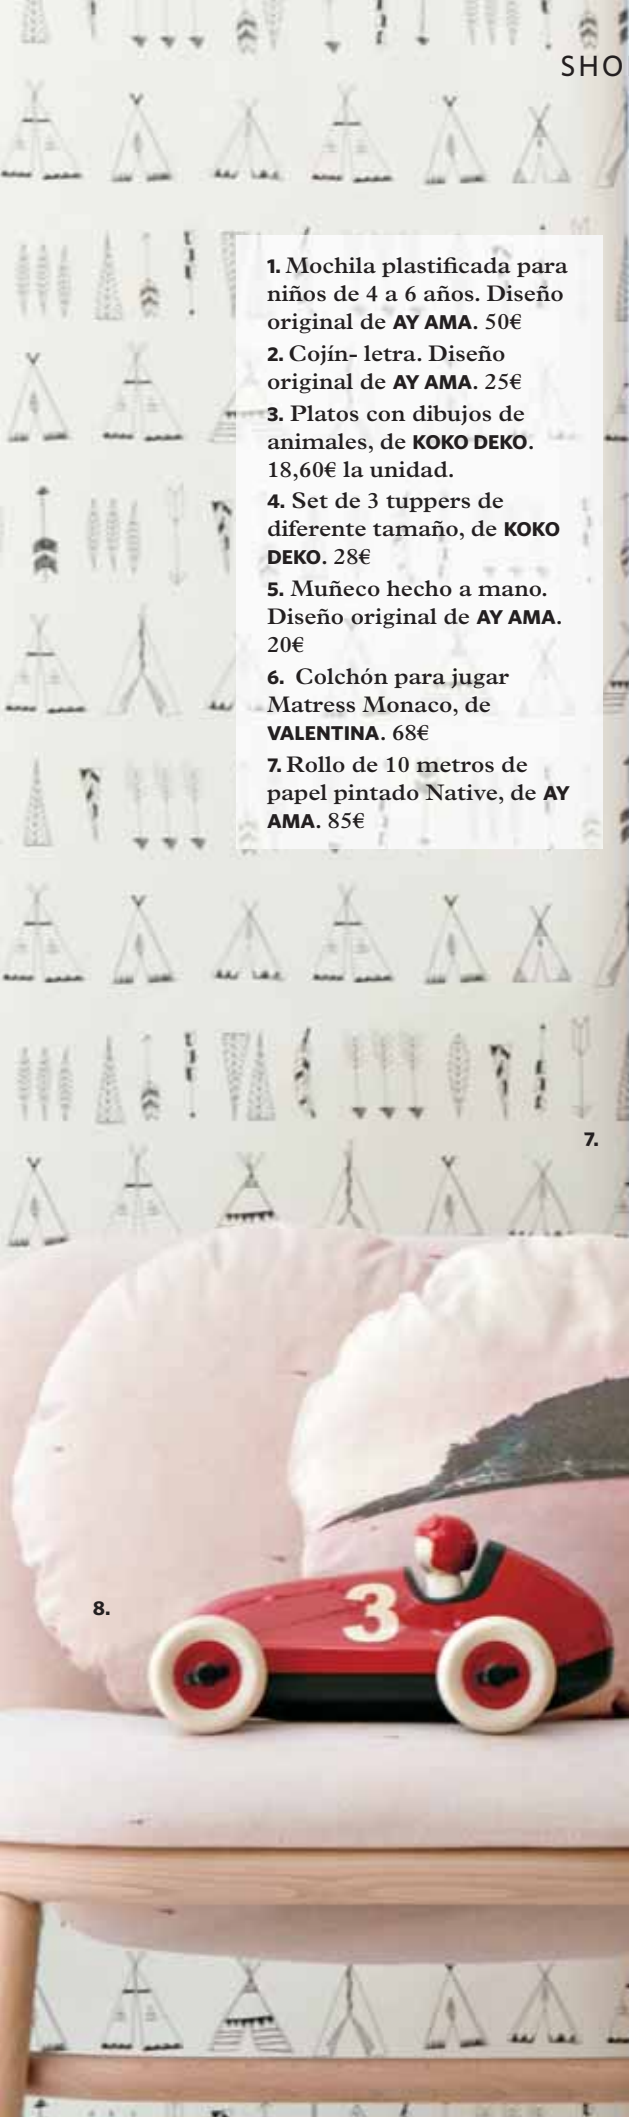 SHO
1. Mochila plastificada para
niños de 4 a 6 años. Diseño
original de AY AMA. 50€
2. Cojín- letra. Diseño
original de AY AMA. 25€
3. Platos con dibujos de
animales, de KOKO DEKO.
18,60€ la unidad.
4. Set de 3 tuppers de
diferente tamaño, de KOKO
DEKO. 28€
5. Muñeco hecho a mano.
Diseño original de AY AMA.
20€
6. Colchón para jugar
Matress Monaco, de
VALENTINA. 68€
7. Rollo de 10 metros de
papel pintado Native, de AY
AMA. 85€
7.
8.
3